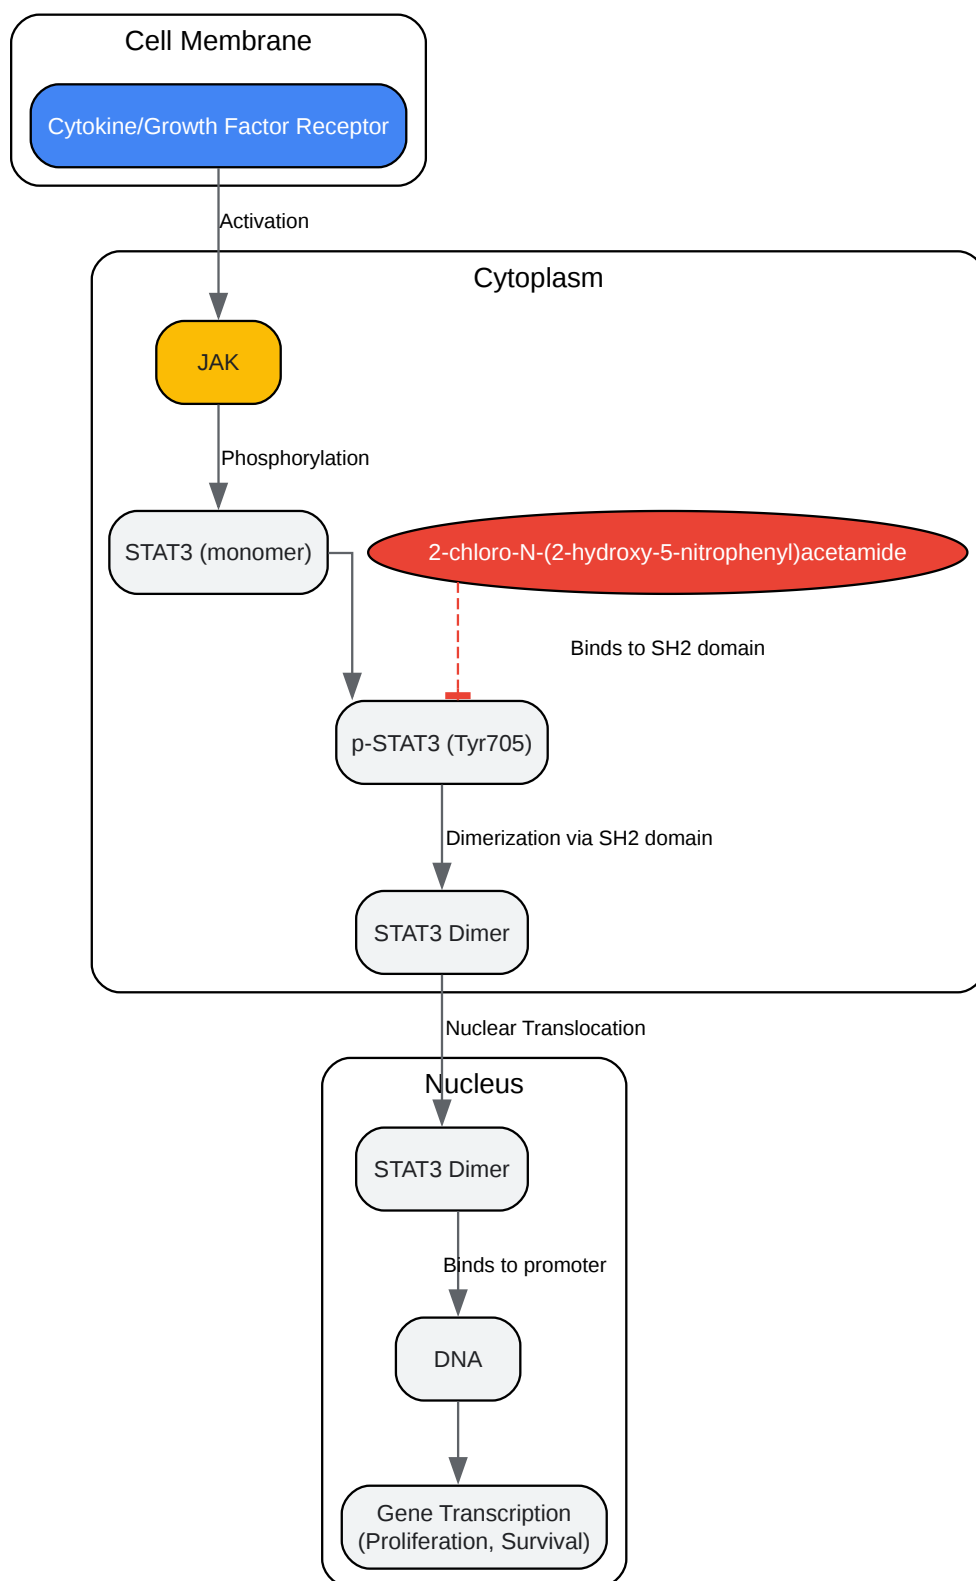 Cell Membrane
Cytokine/Growth Factor Receptor
Activation
Cytoplasm
JAK
Phosphorylation
STAT3 (monomer)
2-chloro-N-(2-hydroxy-5-nitrophenyl)acetamide
Binds to SH2 domain
p-STAT3 (Tyr705)
Dimerization via SH2 domain
STAT3 Dimer
Nuclear Translocation
Nucleus
STAT3 Dimer
Binds to promoter
DNA
Gene Transcription
(Proliferation, Survival)